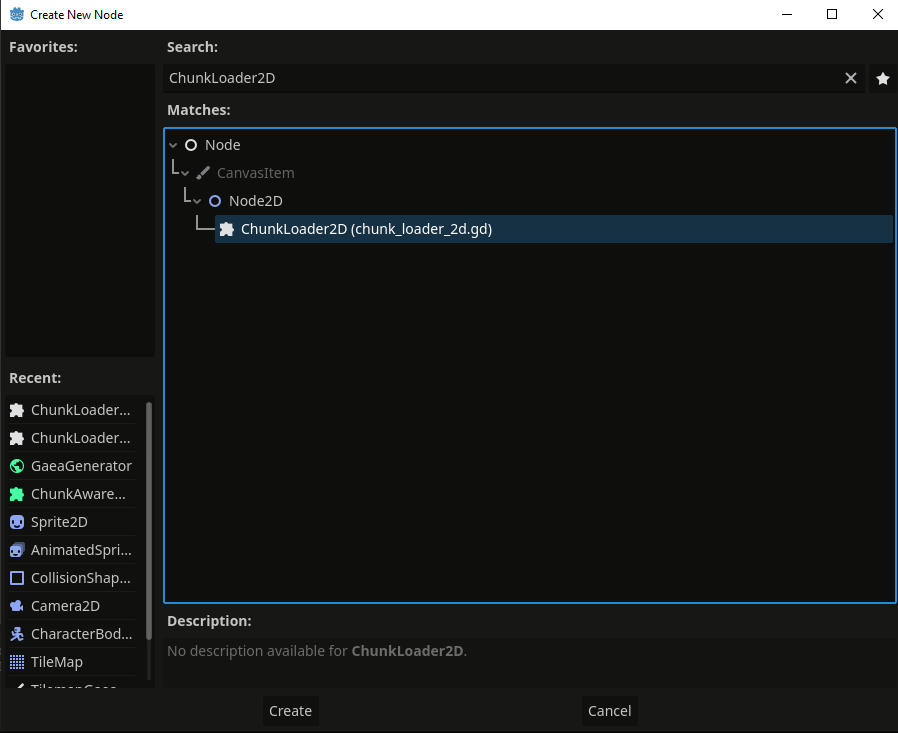 Create New Node
Favorites:
Search:
ChunkLoader2D
Matches:
Node
CanvasItem
Node2D
ChunkLoader2D (chunk_loader_2d.gd)
Recent:
ChunkLoader...
ChunkLoader...
GaeaGenerator
ChunkAware...
Sprite2D
AnimatedSpri...
CollisionShap...
Camera2D
CharacterBod...
TileMap
Description:
No description available for ChunkLoader2D.
Create
Cancel